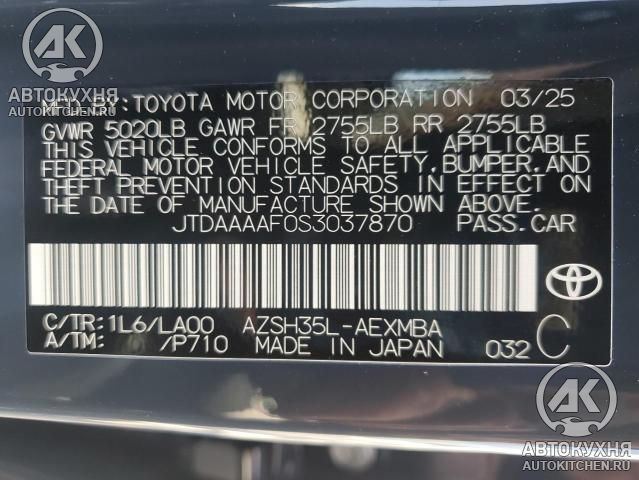 АК
АВТОКУХНЯ
AUTOKITCHEN.RU
MFD. BY: TOYOTA MOTOR CORPORATION 03/25
GVWR 5020LB GAWR FR 2755LB RR 2755LB
THIS VEHICLE CONFORMS TO ALL APPLICABLE
FEDERAL MOTOR VEHICLE SAFETY, BUMPER, AND
THEFT PREVENTION STANDARDS IN EFFECT ON
THE DATE OF MANUFACTURE SHOWN ABOVE.
JTDAAAAF0S3037870 PASS. CAR
C/TR: 1L6/LA00 AZSH35L-AEXMBA
A/TM: /P710 MADE IN JAPAN 032 C
АК
АВТОКУХНЯ
AUTOKITCHEN.RU